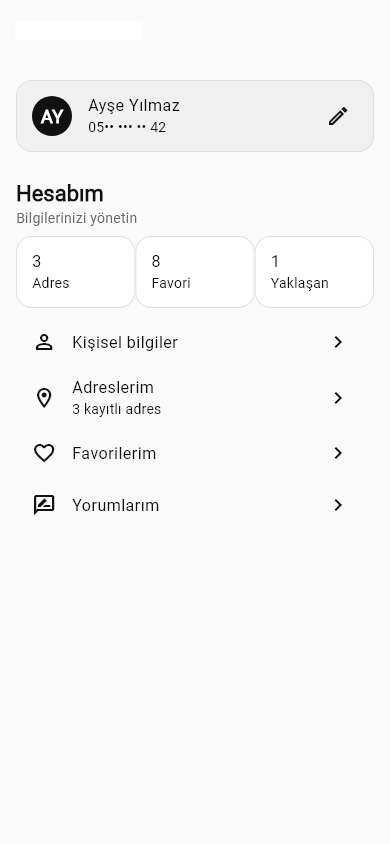 AY
Ayşe Yılmaz
05•• ••• •• 42
Hesabım
Bilgilerinizi yönetin
3
Adres
8
Favori
1
Yaklaşan
Kişisel bilgiler
Adreslerim
3 kayıtlı adres
Favorilerim
Yorumlarım